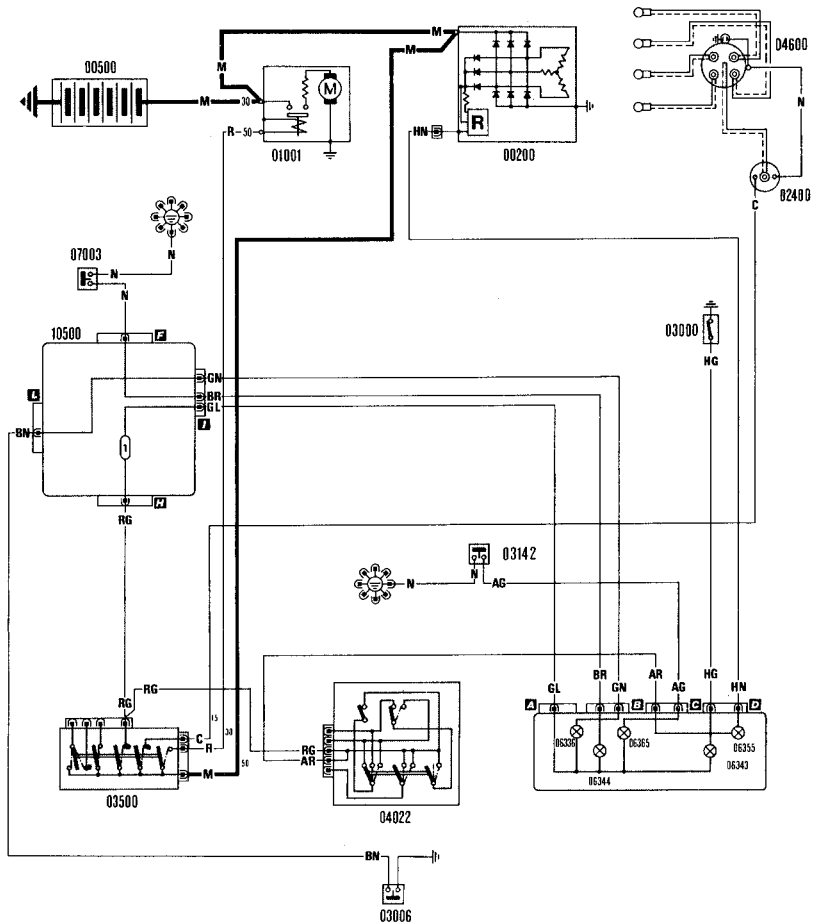 M
M
M
00500
M
30
M
R
50
01001
HN
R
00200
04600
N
02400
C
07003
N
N
N
10500
F
GN
BR
GL
L
I
BN
1
H
RG
03000
HG
03142
N
N
AG
RG
RG
C
15
R
30
M
50
03500
RG
AR
04022
GL
BR
GN
AR
AG
HG
HN
A
B
C
D
06336
06344
06365
06343
06355
BN
03006